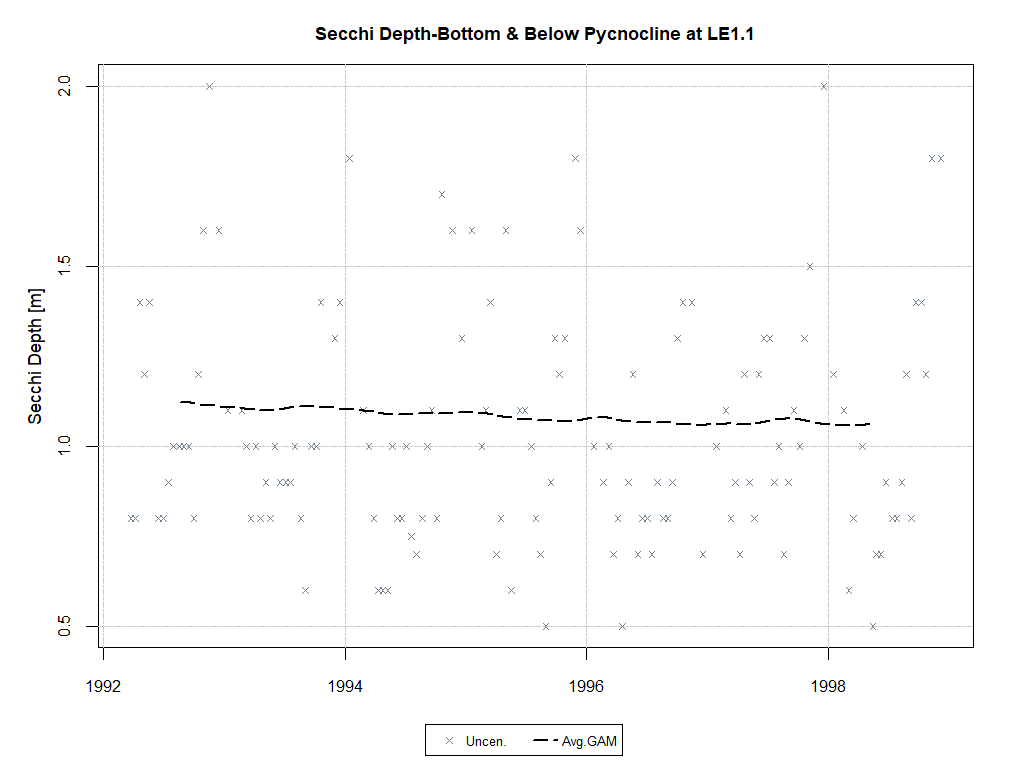 Secchi Depth-Bottom & Below Pycnocline at LE1.1
Secchi Depth [m]
2.0
1.5
1.0
0.5
1992 1994 1996 1998
Uncen. Avg.GAM